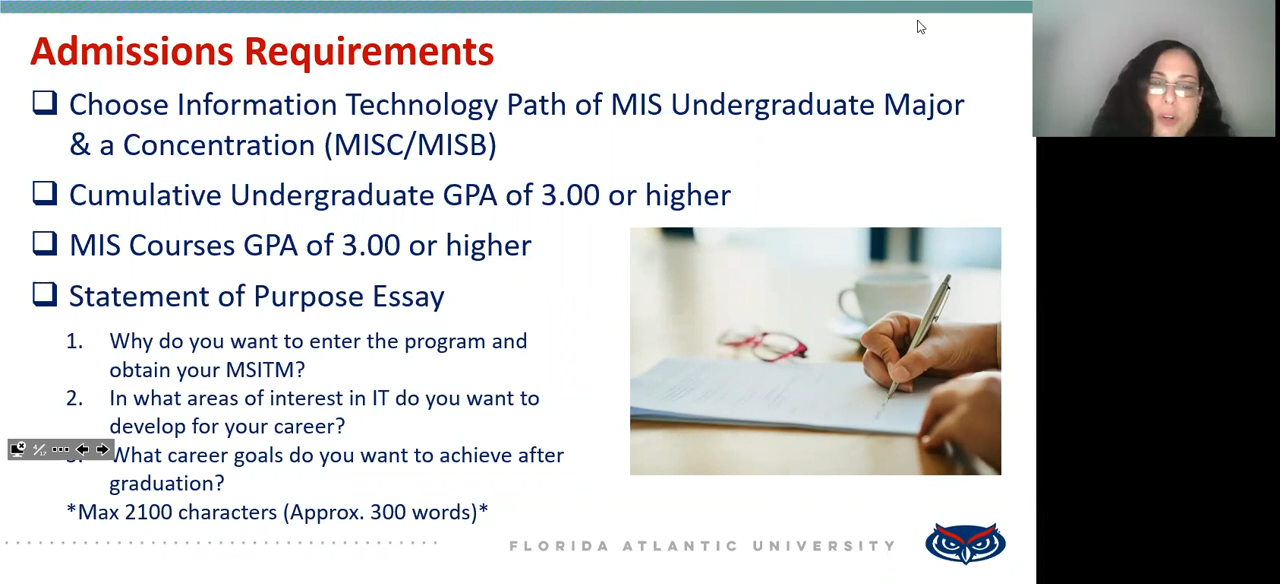 Admissions Requirements
Choose Information Technology Path of MIS Undergraduate Major
& a Concentration (MISC/MISB)
Cumulative Undergraduate GPA of 3.00 or higher
MIS Courses GPA of 3.00 or higher
Statement of Purpose Essay
1. Why do you want to enter the program and
obtain your MSITM?
2. In what areas of interest in IT do you want to
develop for your career?
What career goals do you want to achieve after
graduation?
*Max 2100 characters (Approx. 300 words)*
FLORIDA ATLANTIC UNIVERSITY